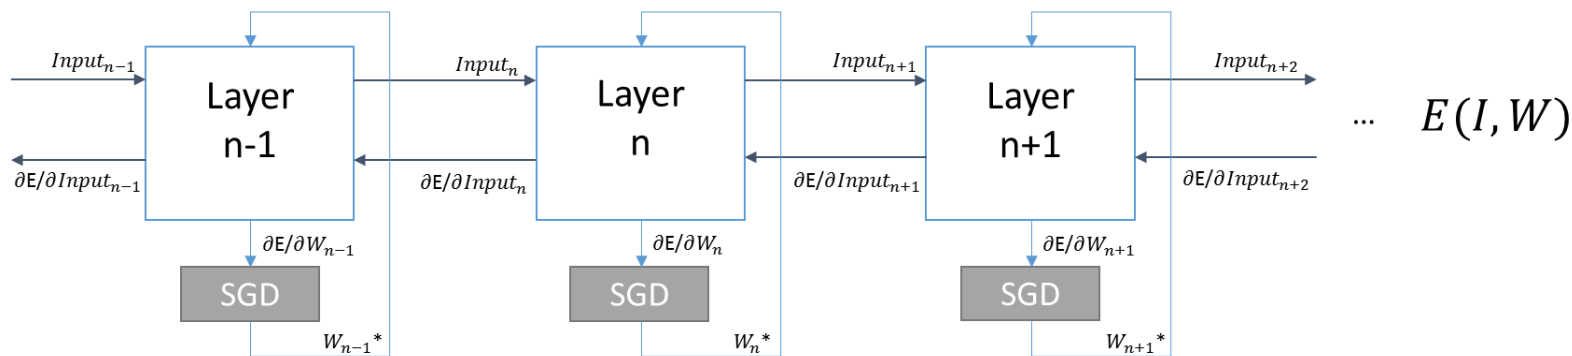 Input_{n-1}
Input_n
Input_{n+1}
Input_{n+2}
Layer
n-1
Layer
n
Layer
n+1
... E(I, W)
∂E/∂Input_{n-1}
∂E/∂Input_n
∂E/∂Input_{n+1}
∂E/∂Input_{n+2}
∂E/∂W_{n-1}
∂E/∂W_n
∂E/∂W_{n+1}
SGD
SGD
SGD
W_{n-1}*
W_n*
W_{n+1}*